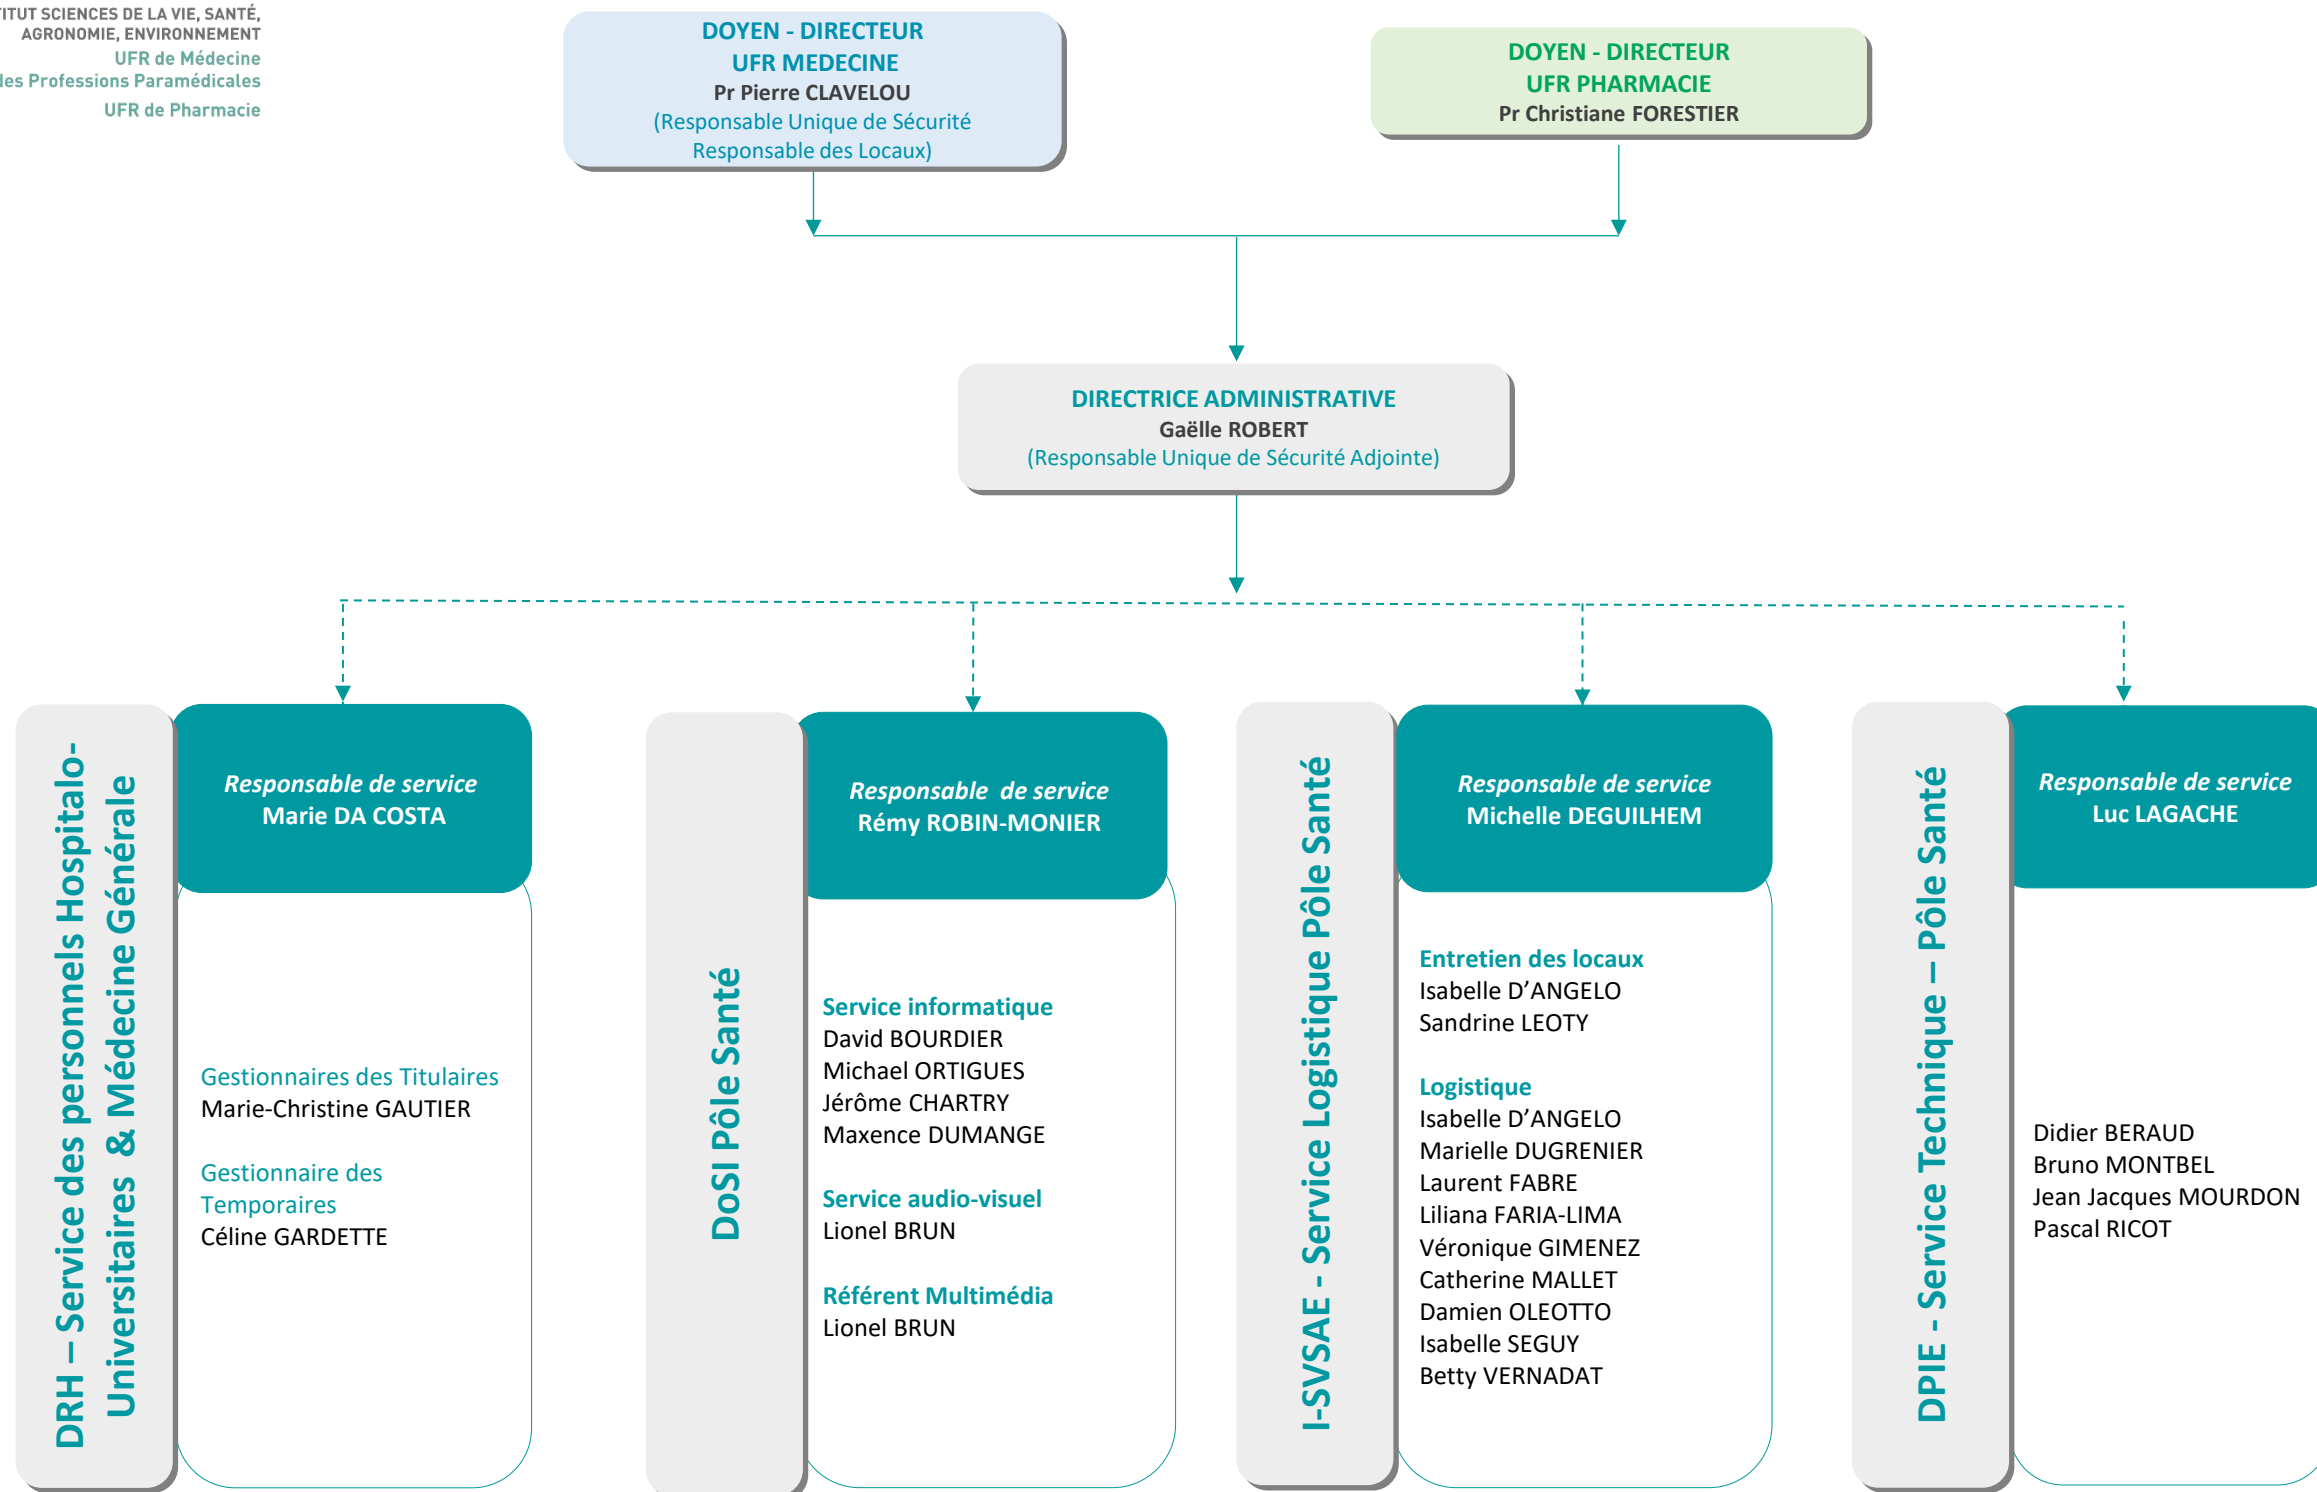 SCIENCES DE LA VIE, SANTÉ,
AGRONOMIE, ENVIRONNEMENT
UFR de Médecine
des Professions Paramédicales
UFR de Pharmacie
DOYEN - DIRECTEUR
UFR MEDECINE
Pr Pierre CLAVELOU
(Responsable Unique de Sécurité
Responsable des Locaux)
DOYEN - DIRECTEUR
UFR PHARMACIE
Pr Christiane FORESTIER
DIRECTRICE ADMINISTRATIVE
Gaëlle ROBERT
(Responsable Unique de Sécurité Adjointe)
DRH – Service des personnels Hospitalo-
Universitaires & Médecine Générale
Responsable de service
Marie DA COSTA
Gestionnaires des Titulaires
Marie-Christine GAUTIER
Gestionnaire des
Temporaires
Céline GARDETTE
DoSI Pôle Santé
Responsable de service
Rémy ROBIN-MONIER
Service informatique
David BOURDIER
Michael ORTIGUES
Jérôme CHARTRY
Maxence DUMANGE
Service audio-visuel
Lionel BRUN
Référent Multimédia
Lionel BRUN
I-SVSAE - Service Logistique Pôle Santé
Responsable de service
Michelle DEGUILHEM
Entretien des locaux
Isabelle D’ANGELO
Sandrine LEOTY
Logistique
Isabelle D’ANGELO
Marielle DUGRENIER
Laurent FABRE
Liliana FARIA-LIMA
Véronique GIMENEZ
Catherine MALLET
Damien OLEOTTO
Isabelle SEGUY
Betty VERNADAT
DPIE - Service Technique – Pôle Santé
Responsable de service
Luc LAGACHE
Didier BERAUD
Bruno MONTBEL
Jean Jacques MOURDON
Pascal RICOT